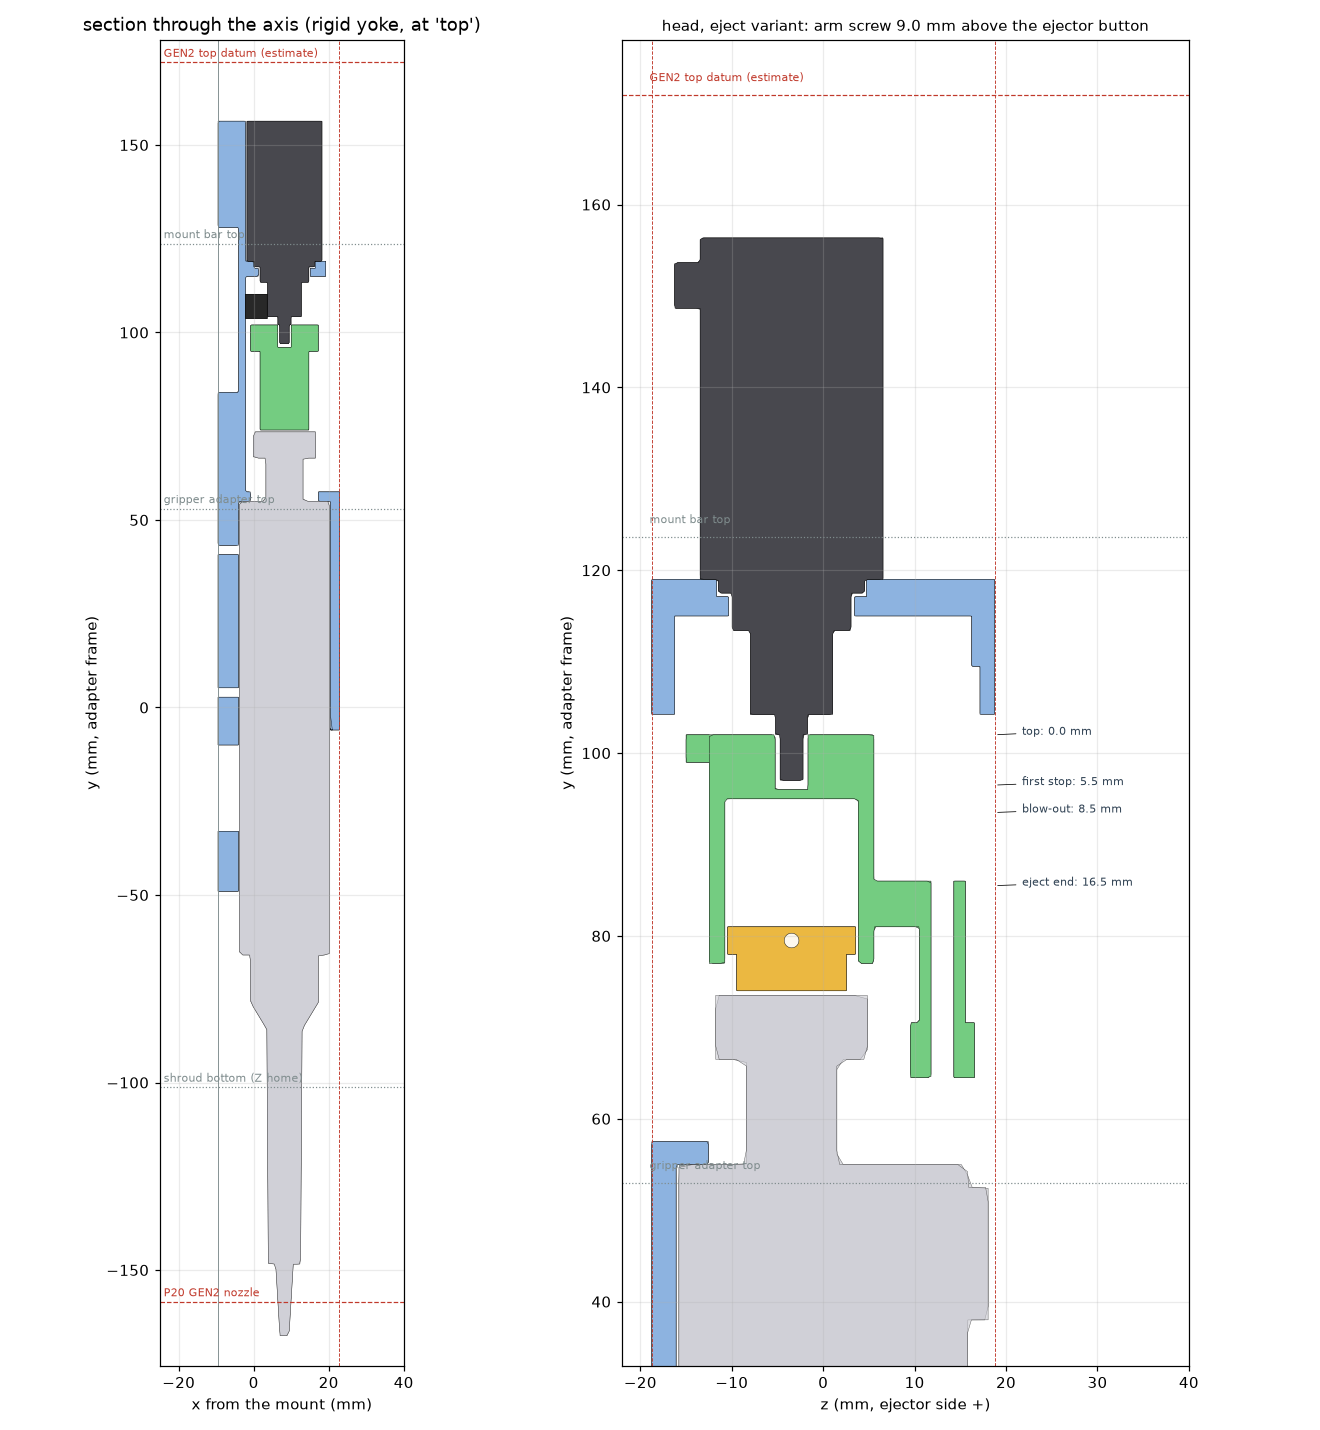 section through the axis (rigid yoke, at 'top')
GEN2 top datum (estimate)
mount bar top
gripper adapter top
shroud bottom (Z home)
P20 GEN2 nozzle
150
100
50
0
−50
−100
−150
−20
0
20
40
y (mm, adapter frame)
x from the mount (mm)
head, eject variant: arm screw 9.0 mm above the ejector button
GEN2 top datum (estimate)
mount bar top
top: 0.0 mm
first stop: 5.5 mm
blow-out: 8.5 mm
eject end: 16.5 mm
gripper adapter top
160
140
120
100
80
60
40
−20
−10
0
10
20
30
40
y (mm, adapter frame)
z (mm, ejector side +)